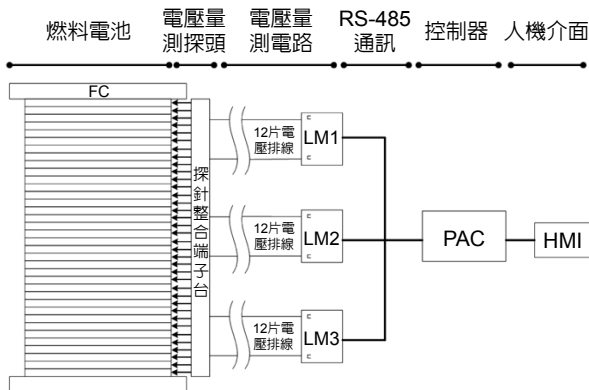 燃料電池
電壓量
測探頭
電壓量
測電路
RS-485
通訊
控制器
人機介面
FC
探針整合端子台
12片電
壓排線
LM1
12片電
壓排線
LM2
12片電
壓排線
LM3
PAC
HMI